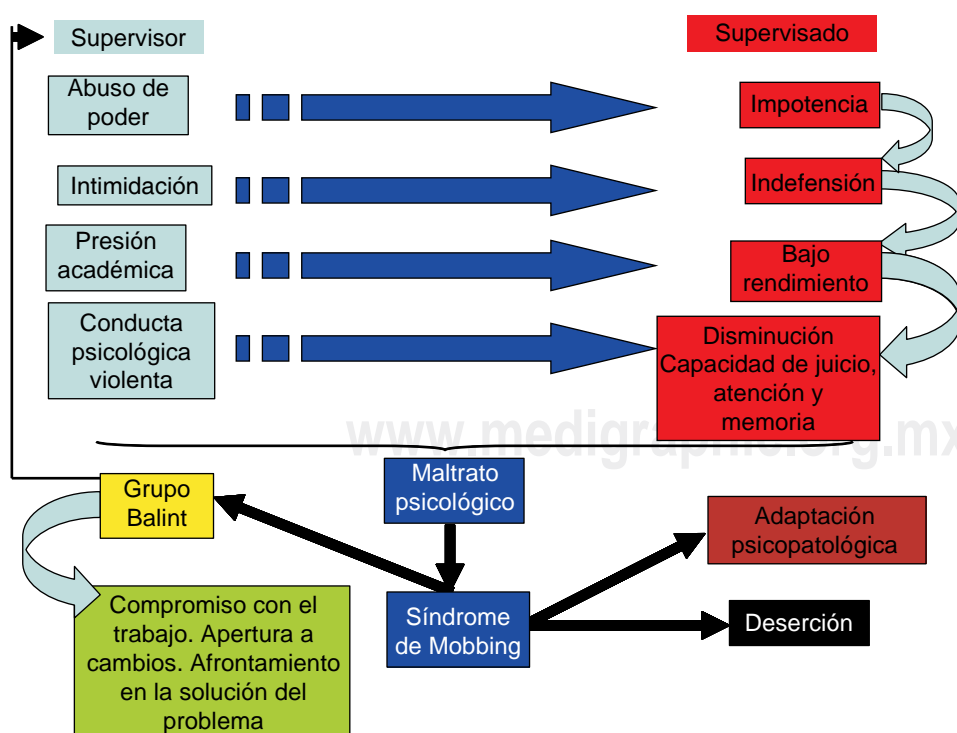 Supervisor
Supervisado
Abuso de
poder
Impotencia
Intimidación
Indefensión
Presión
académica
Bajo
rendimiento
Conducta
psicológica
violenta
Disminución
Capacidad de juicio,
atención y
memoria
www.medigraphic.org.mx
Maltrato
psicológico
Grupo
Balint
Adaptación
psicopatológica
Compromiso con el
trabajo. Apertura a
cambios. Afrontamiento
en la solución del
problema
Síndrome
de Mobbing
Deserción